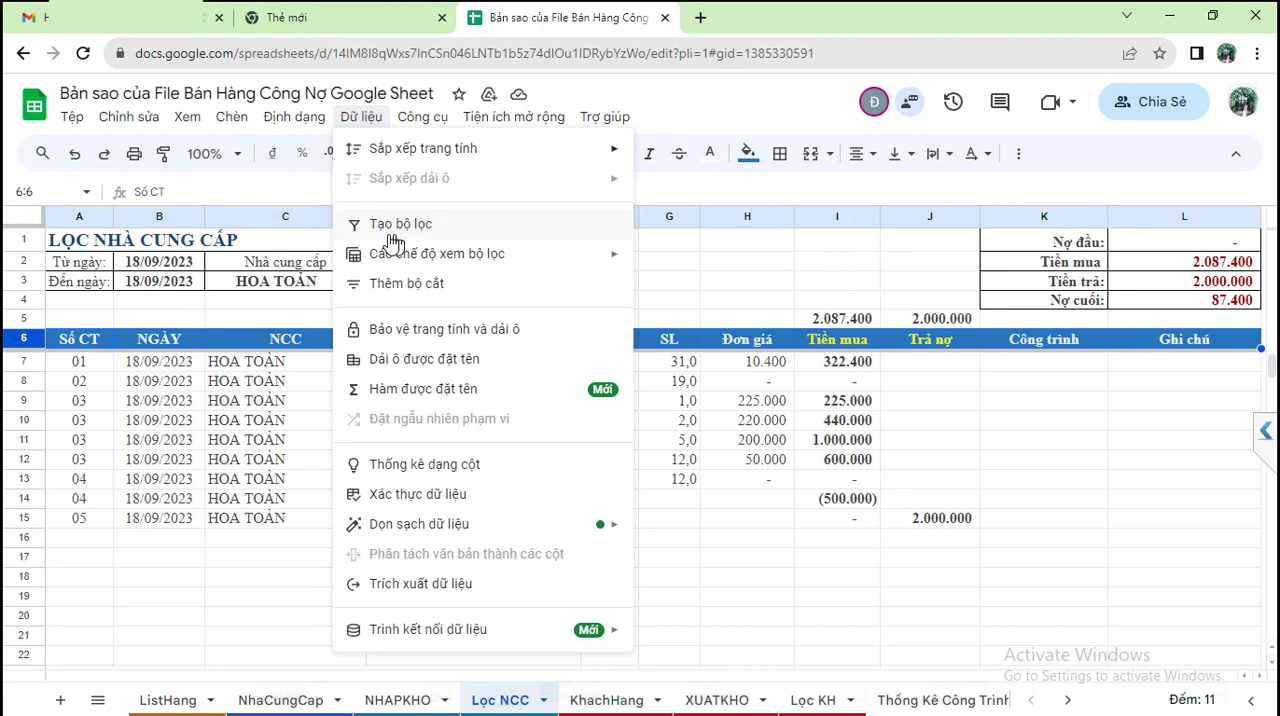 H
Thẻ mới
Bản sao của File Bán Hàng Công
docs.google.com/spreadsheets/d/14IM8I8qWxs7InCSn046LNTb1b5z74dIOu1IDRybYzWo/edit?pli=1#gid=1385330591
Bản sao của File Bán Hàng Công Nợ Google Sheet
Đ
Chia Sẻ
Tệp Chỉnh sửa Xem Chèn Định dạng Dữ liệu Công cụ Tiện ích mở rộng Trợ giúp
100% đ % .0 I S A
6:6 fx Số CT
Sắp xếp trang tính
Sắp xếp dải ô
Tạo bộ lọc
Các chế độ xem bộ lọc
Thêm bộ cắt
Bảo vệ trang tính và dải ô
Dải ô được đặt tên
Hàm được đặt tên Mới
Đặt ngẫu nhiên phạm vi
Thống kê dạng cột
Xác thực dữ liệu
Dọn sạch dữ liệu
Phân tách văn bản thành các cột
Trích xuất dữ liệu
Trình kết nối dữ liệu Mới
A B C G H I J K L
1 LỌC NHÀ CUNG CẤP Nợ đầu: -
2 Từ ngày: 18/09/2023 Nhà cung cấp Tiền mua 2.087.400
3 Đến ngày: 18/09/2023 HOA TOẢN Tiền trả: 2.000.000
4 Nợ cuối: 87.400
5 2.087.400 2.000.000
6 Số CT NGÀY NCC SL Đơn giá Tiền mua Trả nợ Công trình Ghi chú
7 01 18/09/2023 HOA TOẢN 31,0 10.400 322.400
8 02 18/09/2023 HOA TOẢN 19,0 - -
9 03 18/09/2023 HOA TOẢN 1,0 225.000 225.000
10 03 18/09/2023 HOA TOẢN 2,0 220.000 440.000
11 03 18/09/2023 HOA TOẢN 5,0 200.000 1.000.000
12 03 18/09/2023 HOA TOẢN 12,0 50.000 600.000
13 04 18/09/2023 HOA TOẢN 12,0 - -
14 04 18/09/2023 HOA TOẢN (500.000)
15 05 18/09/2023 HOA TOẢN - 2.000.000
16
17
18
19
20
21
22
Activate Windows
Go to Settings to activate Windows.
ListHang NhaCungCap NHAPKHO Lọc NCC KhachHang XUATKHO Lọc KH Thống Kê Công Trình Đếm: 11